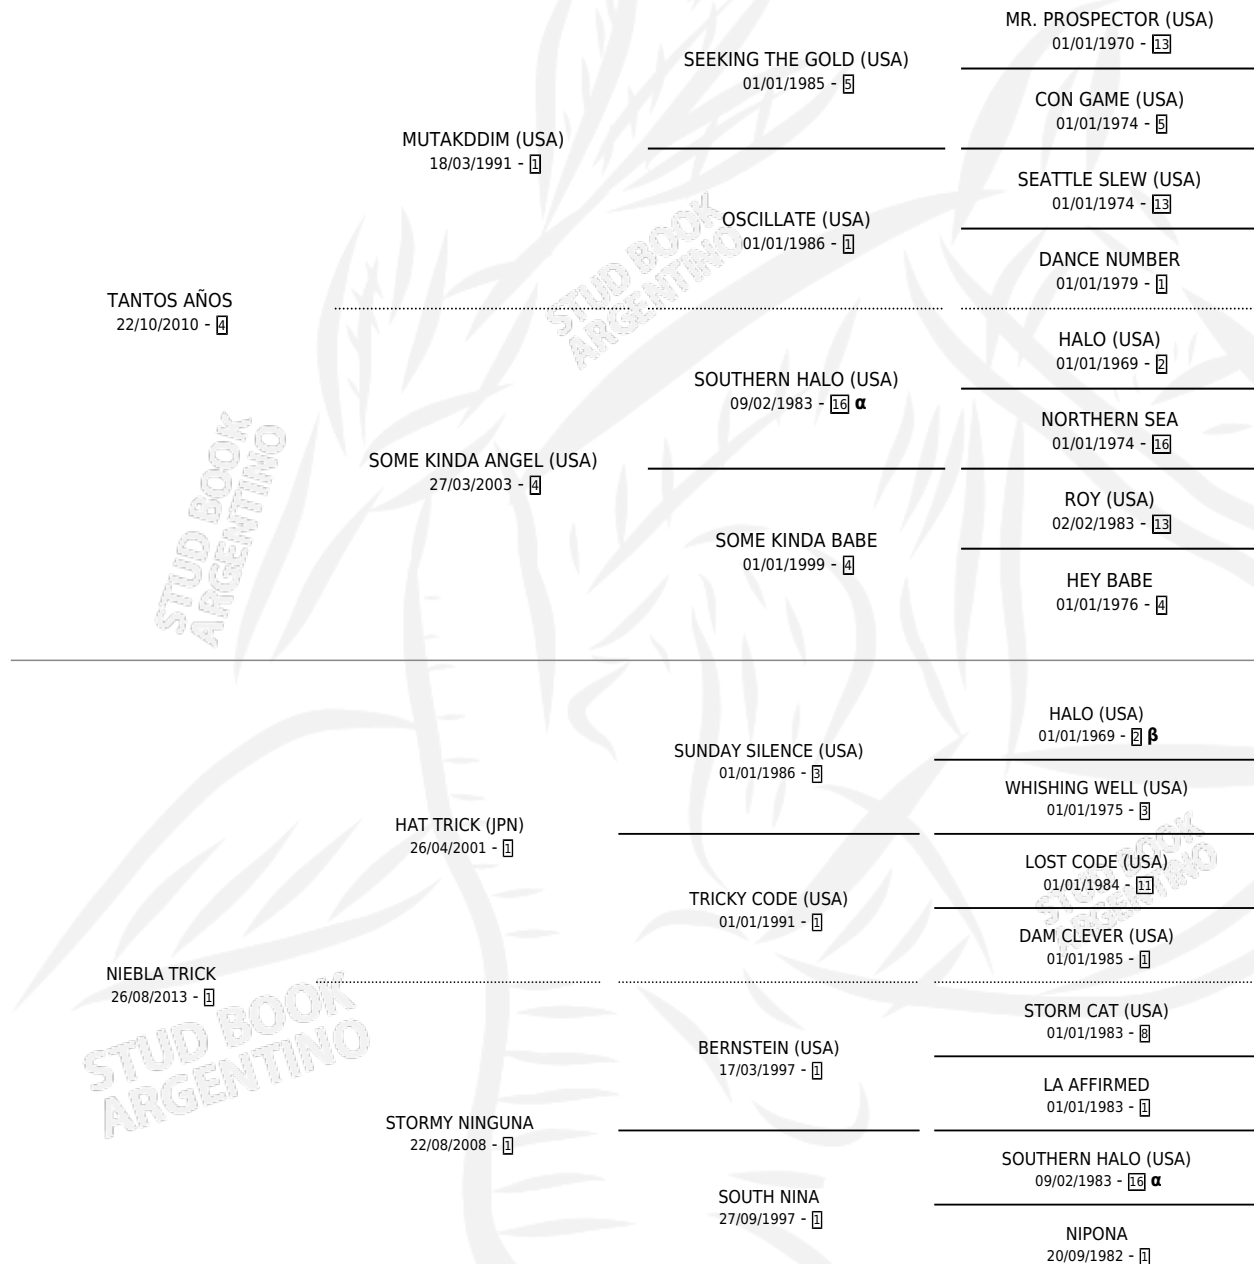 MR. PROSPECTOR (USA)
01/01/1970 - 13
SEEKING THE GOLD (USA)
01/01/1985 - 5
CON GAME (USA)
01/01/1974 - 5
MUTAKDDIM (USA)
18/03/1991 - 1
SEATTLE SLEW (USA)
01/01/1974 - 13
OSCILLATE (USA)
01/01/1986 - 1
DANCE NUMBER
01/01/1979 - 1
TANTOS AÑOS
22/10/2010 - 4
HALO (USA)
01/01/1969 - 2
SOUTHERN HALO (USA)
09/02/1983 - 16 α
NORTHERN SEA
01/01/1974 - 16
SOME KINDA ANGEL (USA)
27/03/2003 - 4
ROY (USA)
02/02/1983 - 13
SOME KINDA BABE
01/01/1999 - 4
HEY BABE
01/01/1976 - 4
HALO (USA)
01/01/1969 - 2 β
SUNDAY SILENCE (USA)
01/01/1986 - 3
WHISHING WELL (USA)
01/01/1975 - 3
HAT TRICK (JPN)
26/04/2001 - 1
LOST CODE (USA)
01/01/1984 - 11
TRICKY CODE (USA)
01/01/1991 - 1
DAM CLEVER (USA)
01/01/1985 - 1
NIEBLA TRICK
26/08/2013 - 1
STORM CAT (USA)
01/01/1983 - 8
BERNSTEIN (USA)
17/03/1997 - 1
LA AFFIRMED
01/01/1983 - 1
STORMY NINGUNA
22/08/2008 - 1
SOUTHERN HALO (USA)
09/02/1983 - 16 α
SOUTH NINA
27/09/1997 - 1
NIPONA
20/09/1982 - 1
STUD BOOK
ARGENTINO
STUD BOOK
ARGENTINO
STUD BOOK
ARGENTINO
STUD BOOK
ARGENTINO